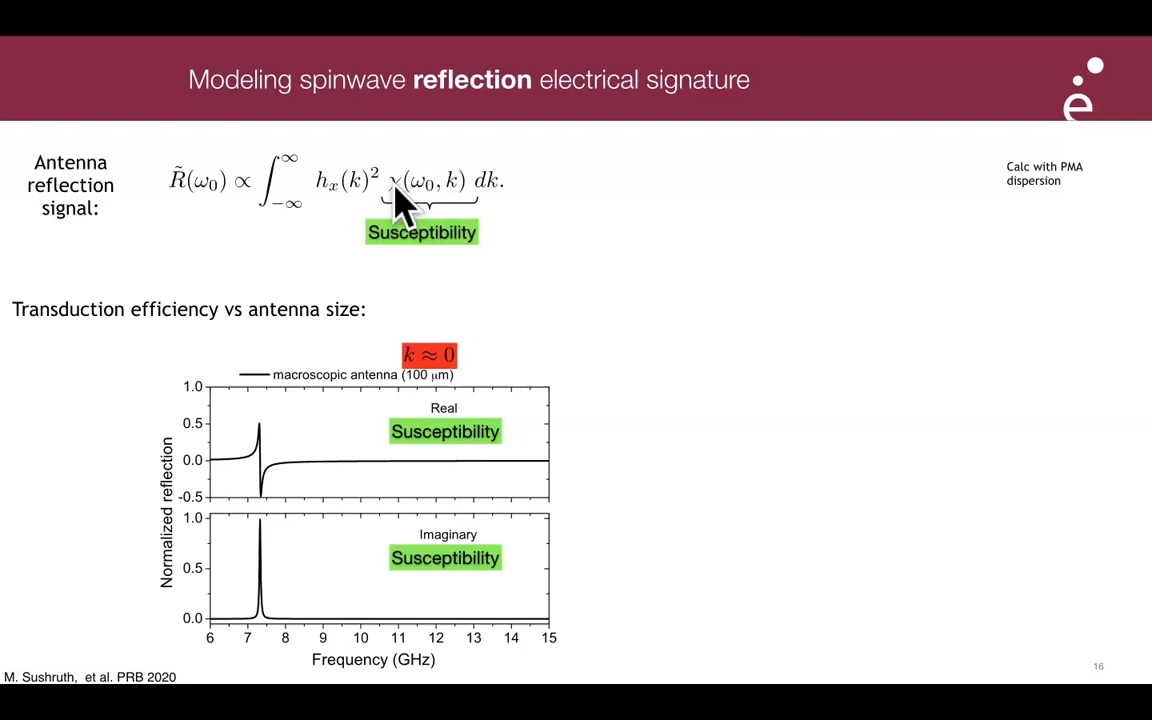 Modeling spinwave reflection electrical signature
e
Antenna
reflection
signal:
R̃(ω₀) ∝ ∫_{-∞}^{∞} hₓ(k)² χ(ω₀, k) dk.
Susceptibility
Calc with PMA
dispersion
Transduction efficiency vs antenna size:
k ≈ 0
macroscopic antenna (100 μm)
Normalized reflection
1.0
0.5
0.0
-0.5
Real
Susceptibility
1.0
0.5
0.0
Imaginary
Susceptibility
6 7 8 9 10 11 12 13 14 15
Frequency (GHz)
M. Sushruth, et al. PRB 2020
16